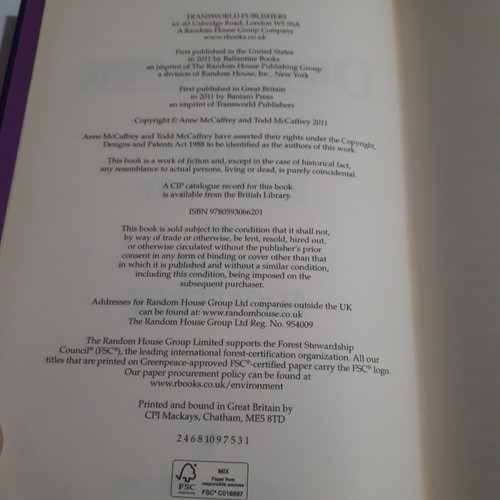 TRANSWORLD PUBLISHERS
61–63 Uxbridge Road, London W5 5SA
A Random House Group Company
www.rbooks.co.uk
First published in the United States
in 2011 by Ballantine Books
an imprint of The Random House Publishing Group
a division of Random House, Inc., New York
First published in Great Britain
in 2011 by Bantam Press
an imprint of Transworld Publishers
Copyright © Anne McCaffrey and Todd McCaffrey 2011
Anne McCaffrey and Todd McCaffrey have asserted their rights under the Copyright,
Designs and Patents Act 1988 to be identified as the authors of this work.
This book is a work of fiction and, except in the case of historical fact,
any resemblance to actual persons, living or dead, is purely coincidental.
A CIP catalogue record for this book
is available from the British Library.
ISBN 9780593066201
This book is sold subject to the condition that it shall not,
by way of trade or otherwise, be lent, resold, hired out,
or otherwise circulated without the publisher's prior
consent in any form of binding or cover other than that
in which it is published and without a similar condition,
including this condition, being imposed on the
subsequent purchaser.
Addresses for Random House Group Ltd companies outside the UK
can be found at: www.randomhouse.co.uk
The Random House Group Ltd Reg. No. 954009
The Random House Group Limited supports the Forest Stewardship
Council® (FSC®), the leading international forest-certification organization. All our
titles that are printed on Greenpeace-approved FSC®-certified paper carry the FSC® logo.
Our paper procurement policy can be found at
www.rbooks.co.uk/environment
Printed and bound in Great Britain by
CPI Mackays, Chatham, ME5 8TD
2 4 6 8 10 9 7 5 3 1
FSC
MIX
Paper from
responsible sources
FSC® C016897